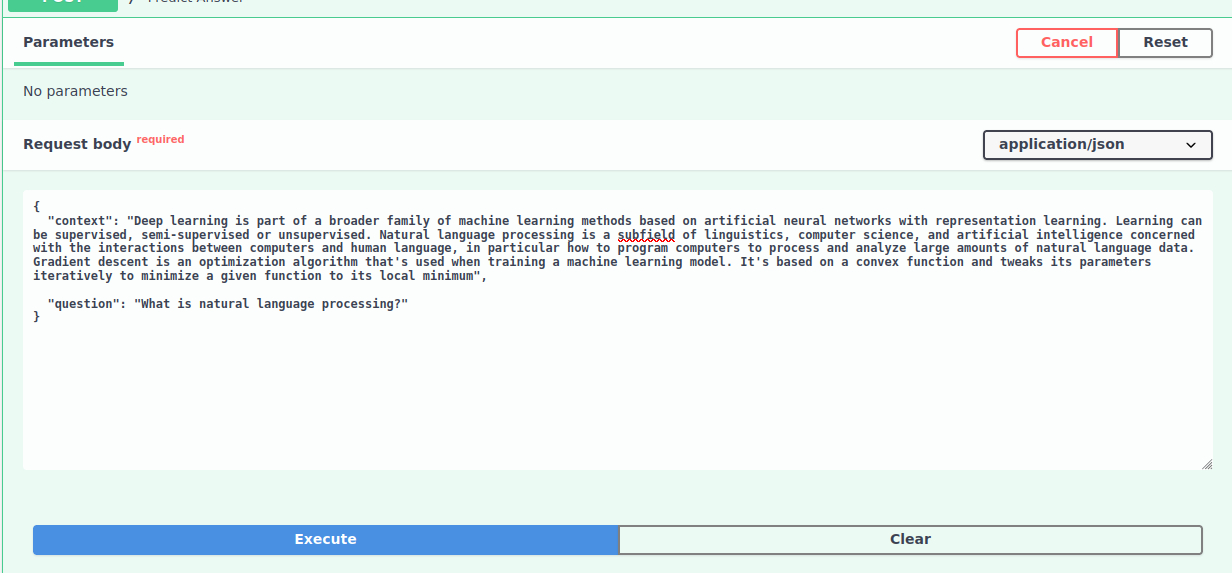 POST / Predict Answer
Parameters
Cancel
Reset
No parameters
Request body required
application/json
{
"context": "Deep learning is part of a broader family of machine learning methods based on artificial neural networks with representation learning. Learning can
be supervised, semi-supervised or unsupervised. Natural language processing is a subfield of linguistics, computer science, and artificial intelligence concerned
with the interactions between computers and human language, in particular how to program computers to process and analyze large amounts of natural language data.
Gradient descent is an optimization algorithm that's used when training a machine learning model. It's based on a convex function and tweaks its parameters
iteratively to minimize a given function to its local minimum",
"question": "What is natural language processing?"
}
Execute
Clear